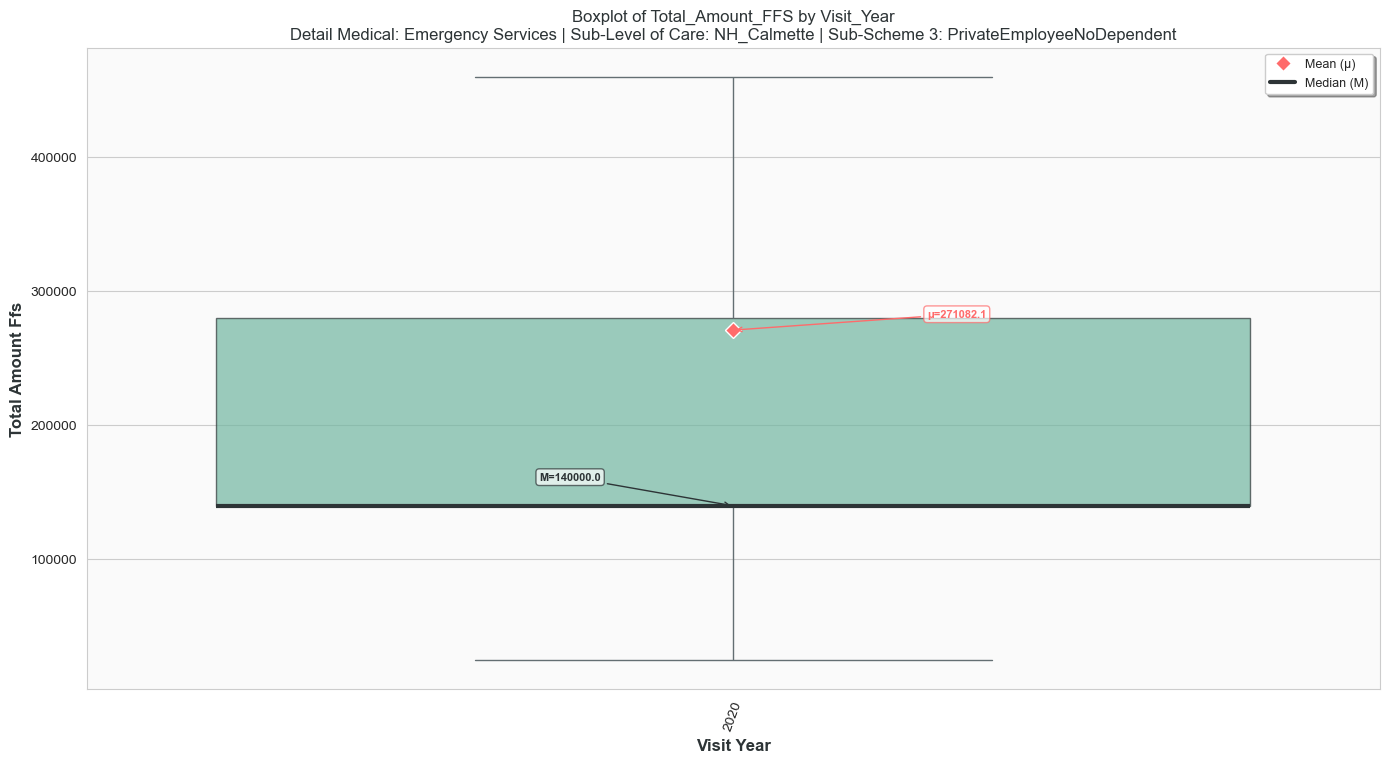 Boxplot of Total_Amount_FFS by Visit_Year
Detail Medical: Emergency Services | Sub-Level of Care: NH_Calmette | Sub-Scheme 3: PrivateEmployeeNoDependent
Mean (μ)
Median (M)
400000
300000
200000
100000
Total Amount Ffs
μ=271082.1
M=140000.0
2020
Visit Year